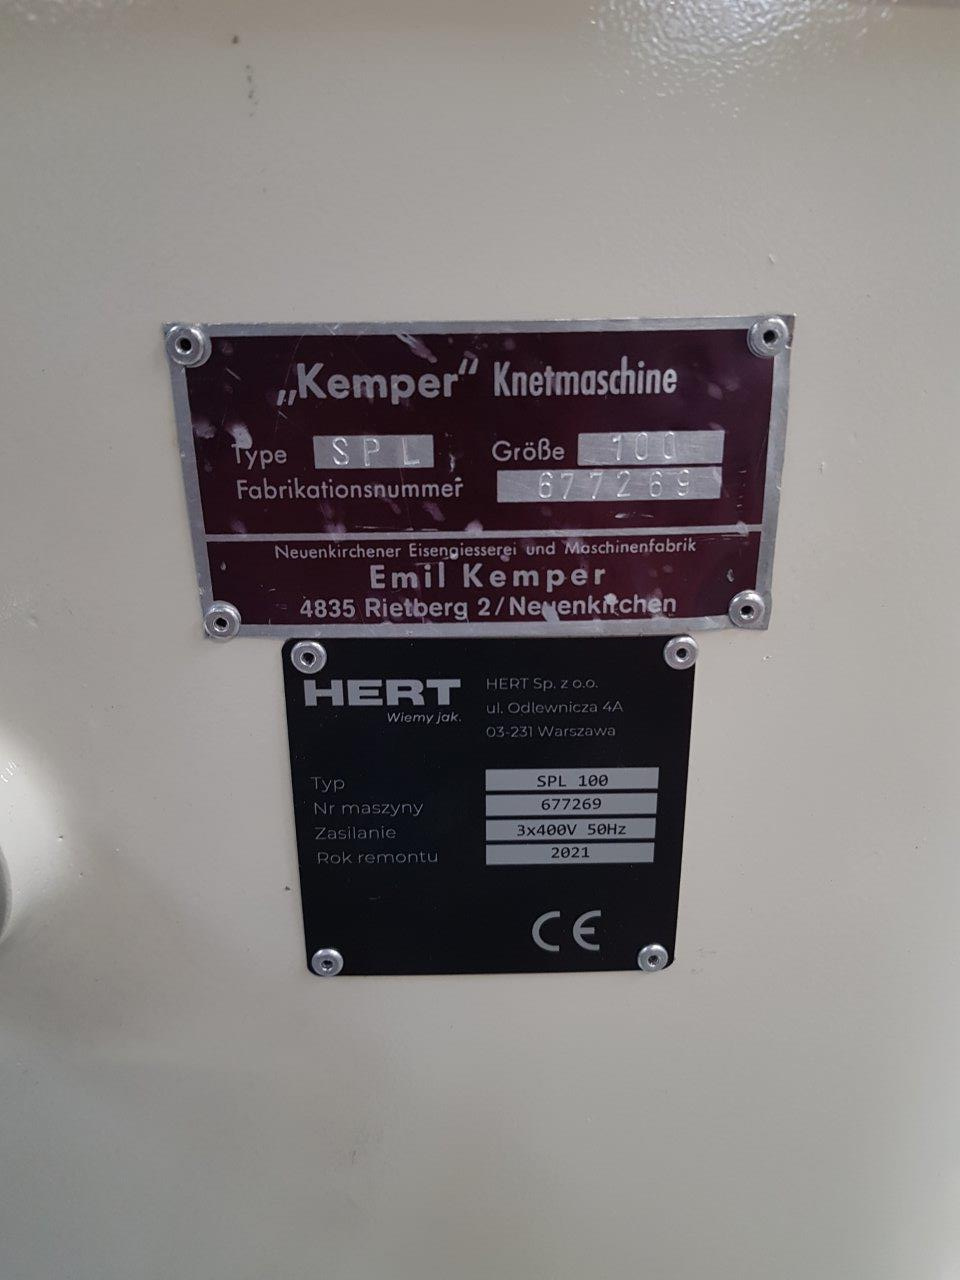 „Kemper“ Knetmaschine
Type SPL Größe 100
Fabrikationsnummer 677269
Neuenkirchener Eisengiesserei und Maschinenfabrik
Emil Kemper
4835 Rietberg 2/Neuenkirchen
HERT
Wiemy jak.
HERT Sp. z o.o.
ul. Odlewnicza 4A
03-231 Warszawa
Typ SPL 100
Nr maszyny 677269
Zasilanie 3x400V 50Hz
Rok remontu 2021
CE